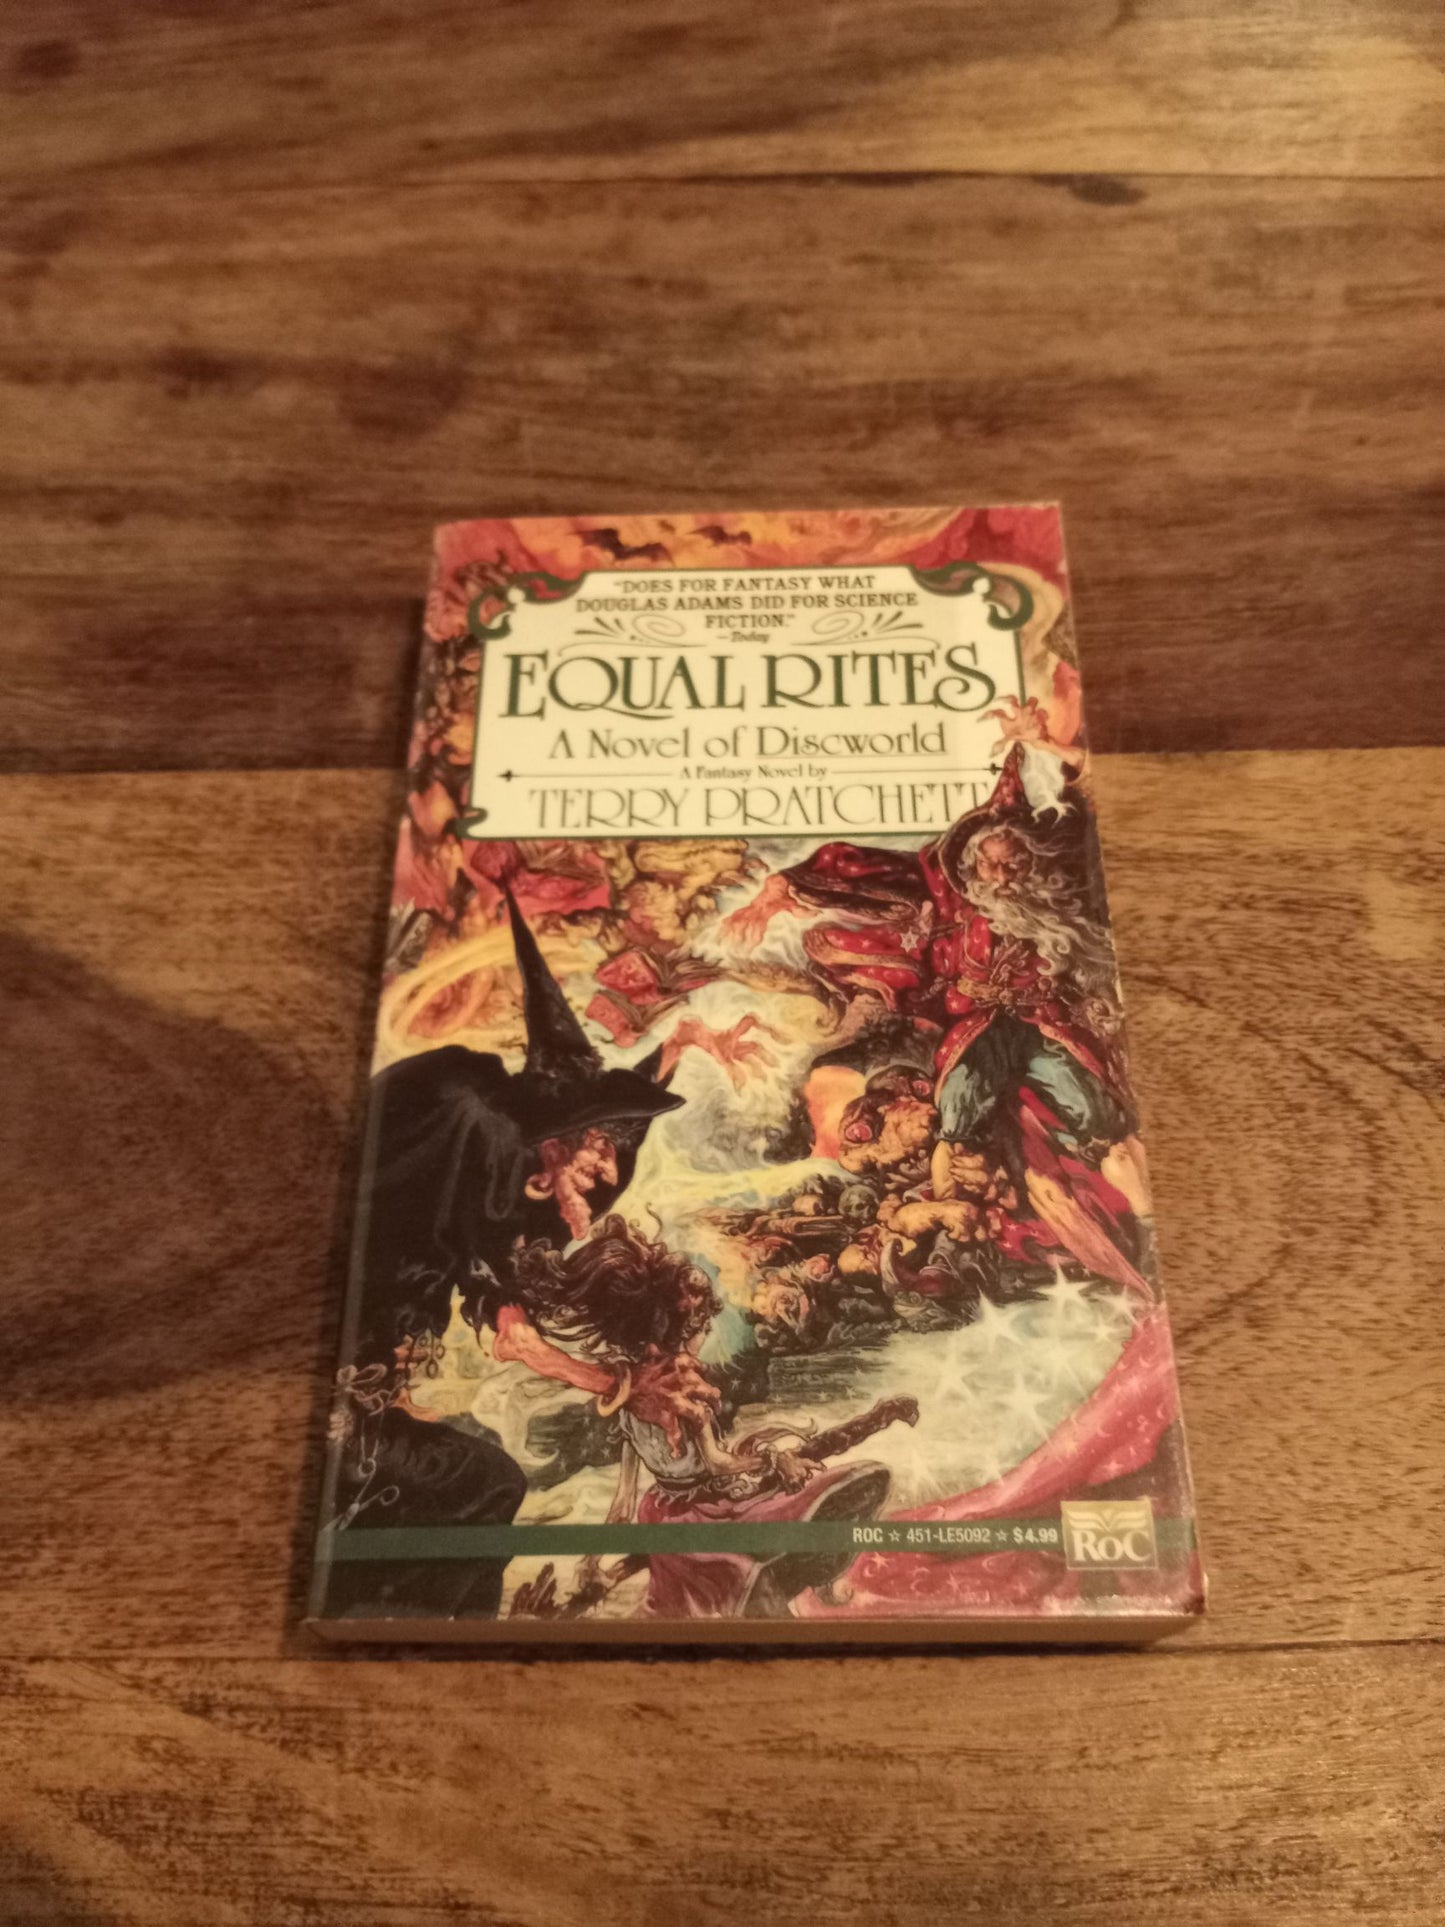 "DOES FOR FANTASY WHAT
DOUGLAS ADAMS DID FOR SCIENCE
FICTION."
—Today
EQUAL RITES
A Novel of Discworld
A Fantasy Novel by
TERRY PRATCHETT
ROC ☆ 451-LE5092 ☆ $4.99
ROC